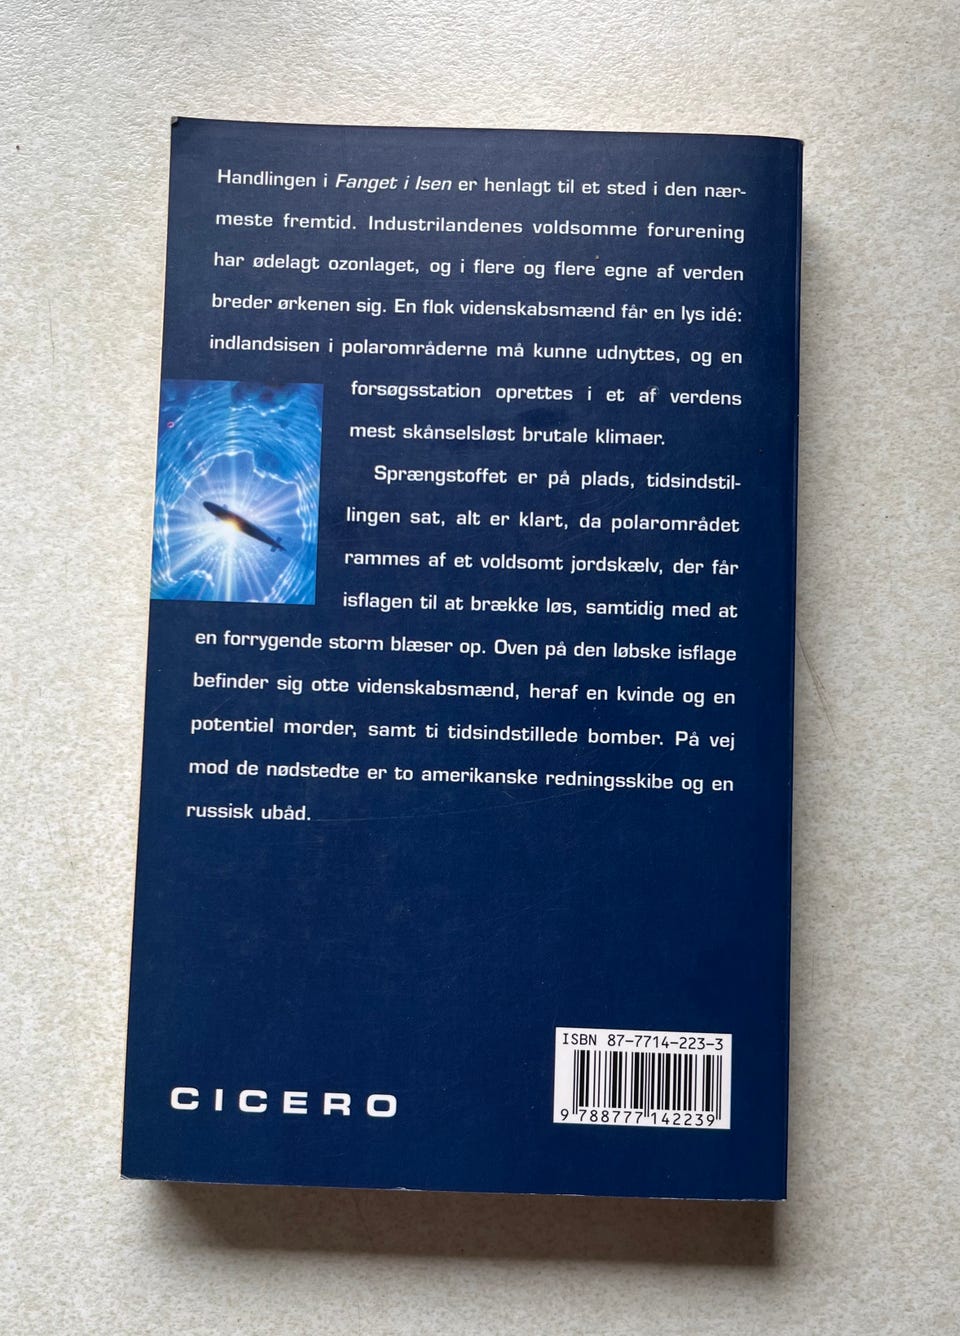 Handlingen i Fanget i Isen er henlagt til et sted i den nær-
meste fremtid. Industrilandenes voldsomme forurening
har ødelagt ozonlaget, og i flere og flere egne af verden
breder ørkenen sig. En flok videnskabsmænd får en lys idé:
indlandsisen i polarområderne må kunne udnyttes, og en
forsøgsstation oprettes i et af verdens
mest skånselsløst brutale klimaer.
Sprængstoffet er på plads, tidsindstil-
lingen sat, alt er klart, da polarområdet
rammes af et voldsomt jordskælv, der får
isflagen til at brække løs, samtidig med at
en forrygende storm blæser op. Oven på den løbske isflage
befinder sig otte videnskabsmænd, heraf en kvinde og en
potentiel morder, samt ti tidsindstillede bomber. På vej
mod de nødstedte er to amerikanske redningsskibe og en
russisk ubåd.
ISBN 87-7714-223-3
9 788777 142239
CICERO